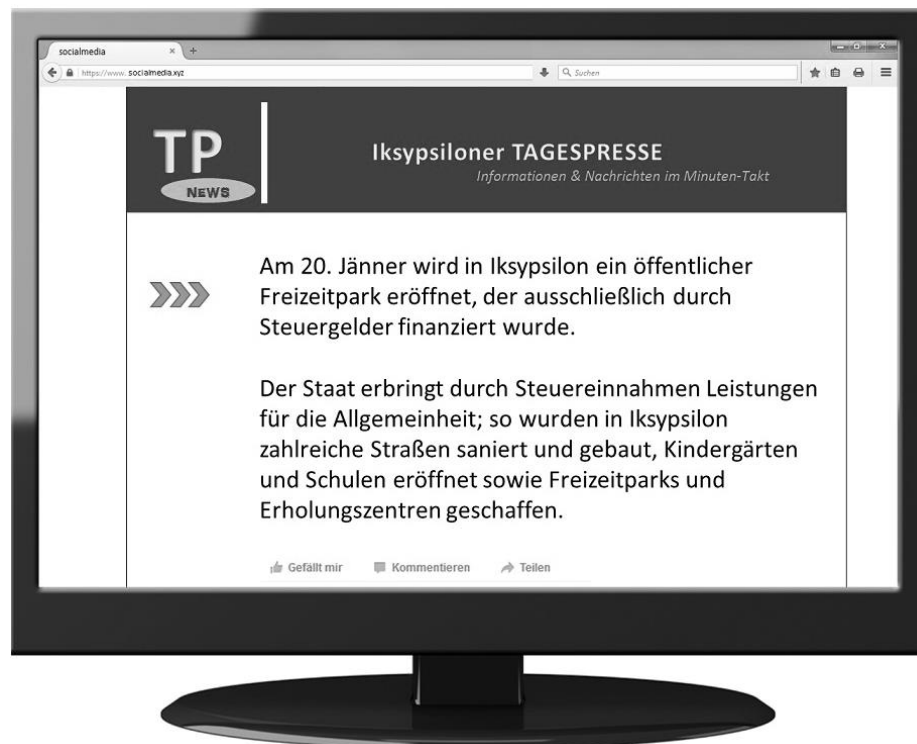 socialmedia
https://www.socialmedia.xyz
Suchen
TP
NEWS
Iksypsiloner TAGESPRESSE
Informationen & Nachrichten im Minuten-Takt
Am 20. Jänner wird in Iksypsilon ein öffentlicher
Freizeitpark eröffnet, der ausschließlich durch
Steuergelder finanziert wurde.
Der Staat erbringt durch Steuereinnahmen Leistungen
für die Allgemeinheit; so wurden in Iksypsilon
zahlreiche Straßen saniert und gebaut, Kindergärten
und Schulen eröffnet sowie Freizeitparks und
Erholungszentren geschaffen.
Gefällt mir Kommentieren Teilen